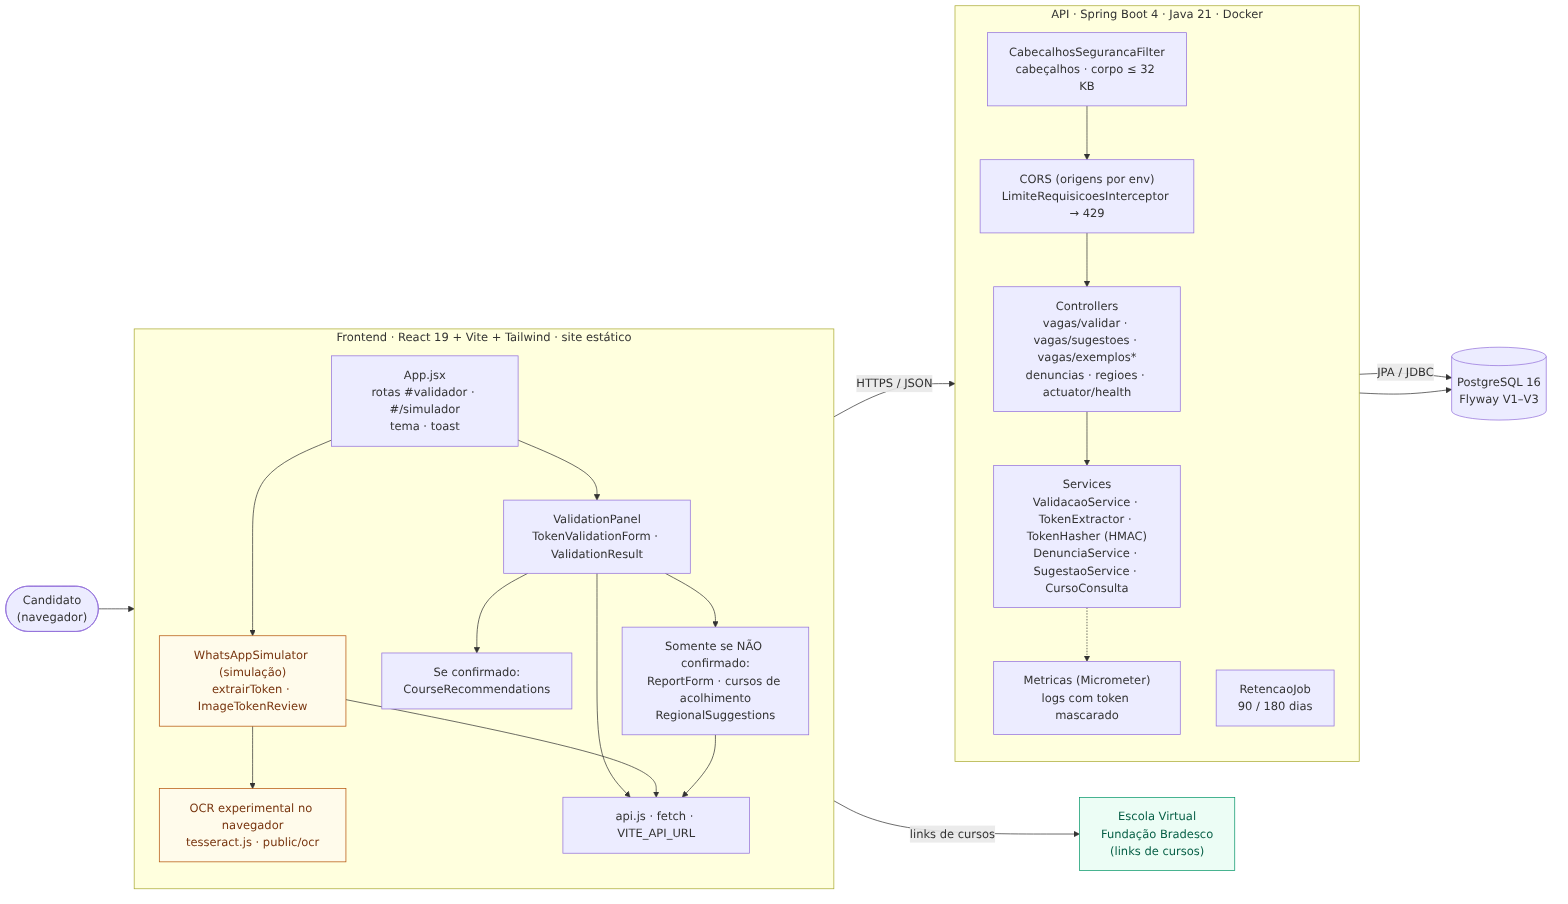 Candidato
(navegador)
Frontend · React 19 + Vite + Tailwind · site estático
App.jsx
rotas #validador ·
#/simulador
tema · toast
ValidationPanel
TokenValidationForm ·
ValidationResult
WhatsAppSimulator
(simulação)
extrairToken ·
ImageTokenReview
Se confirmado:
CourseRecommendations
Somente se NÃO
confirmado:
ReportForm · cursos de
acolhimento
RegionalSuggestions
OCR experimental no
navegador
tesseract.js · public/ocr
api.js · fetch ·
VITE_API_URL
HTTPS / JSON
links de cursos
API · Spring Boot 4 · Java 21 · Docker
CabecalhosSegurancaFilter
cabeçalhos · corpo ≤ 32
KB
CORS (origens por env)
LimiteRequisicoesInterceptor
→ 429
Controllers
vagas/validar ·
vagas/sugestoes ·
vagas/exemplos*
denuncias · regioes ·
actuator/health
Services
ValidacaoService ·
TokenExtractor ·
TokenHasher (HMAC)
DenunciaService ·
SugestaoService ·
CursoConsulta
Metricas (Micrometer)
logs com token
mascarado
RetencaoJob
90 / 180 dias
JPA / JDBC
PostgreSQL 16
Flyway V1–V3
Escola Virtual
Fundação Bradesco
(links de cursos)